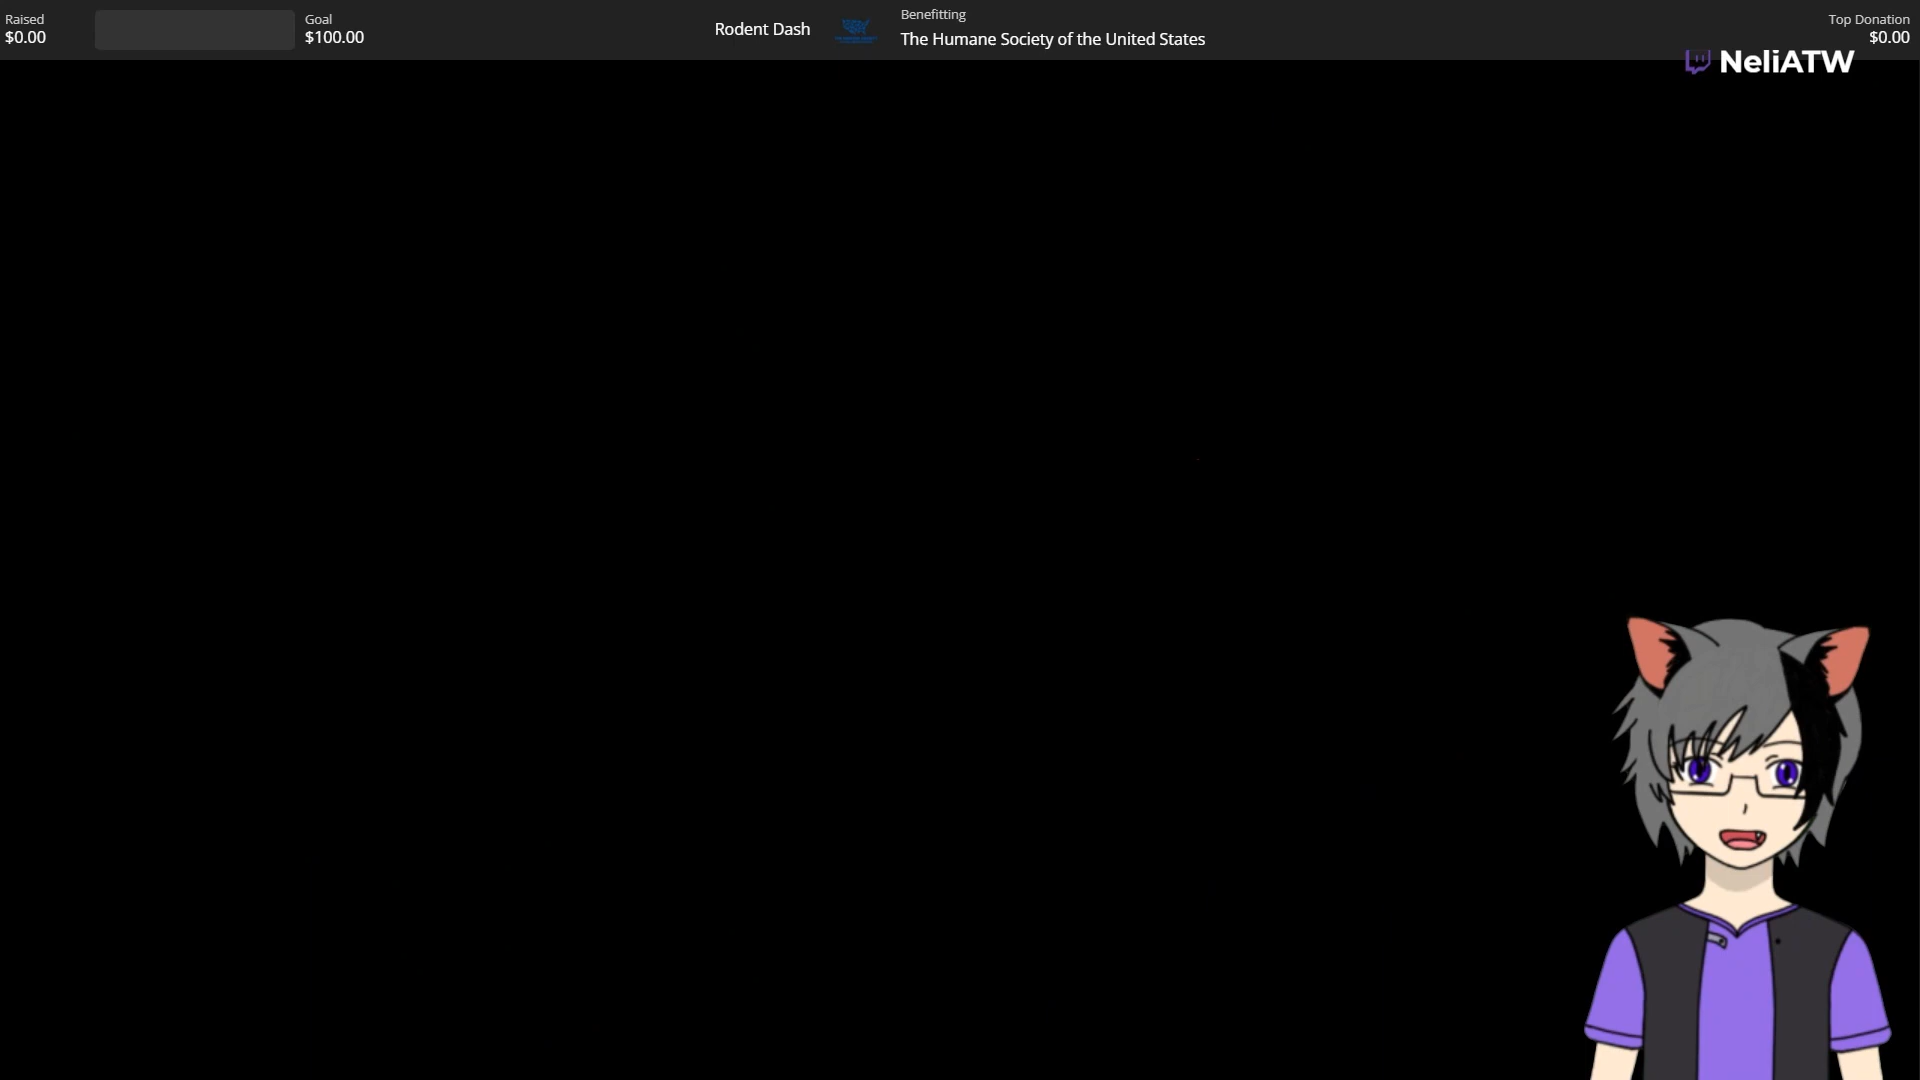 Raised
$0.00
Goal
$100.00
Rodent Dash
Benefitting
The Humane Society of the United States
Top Donation
$0.00
NeliATW